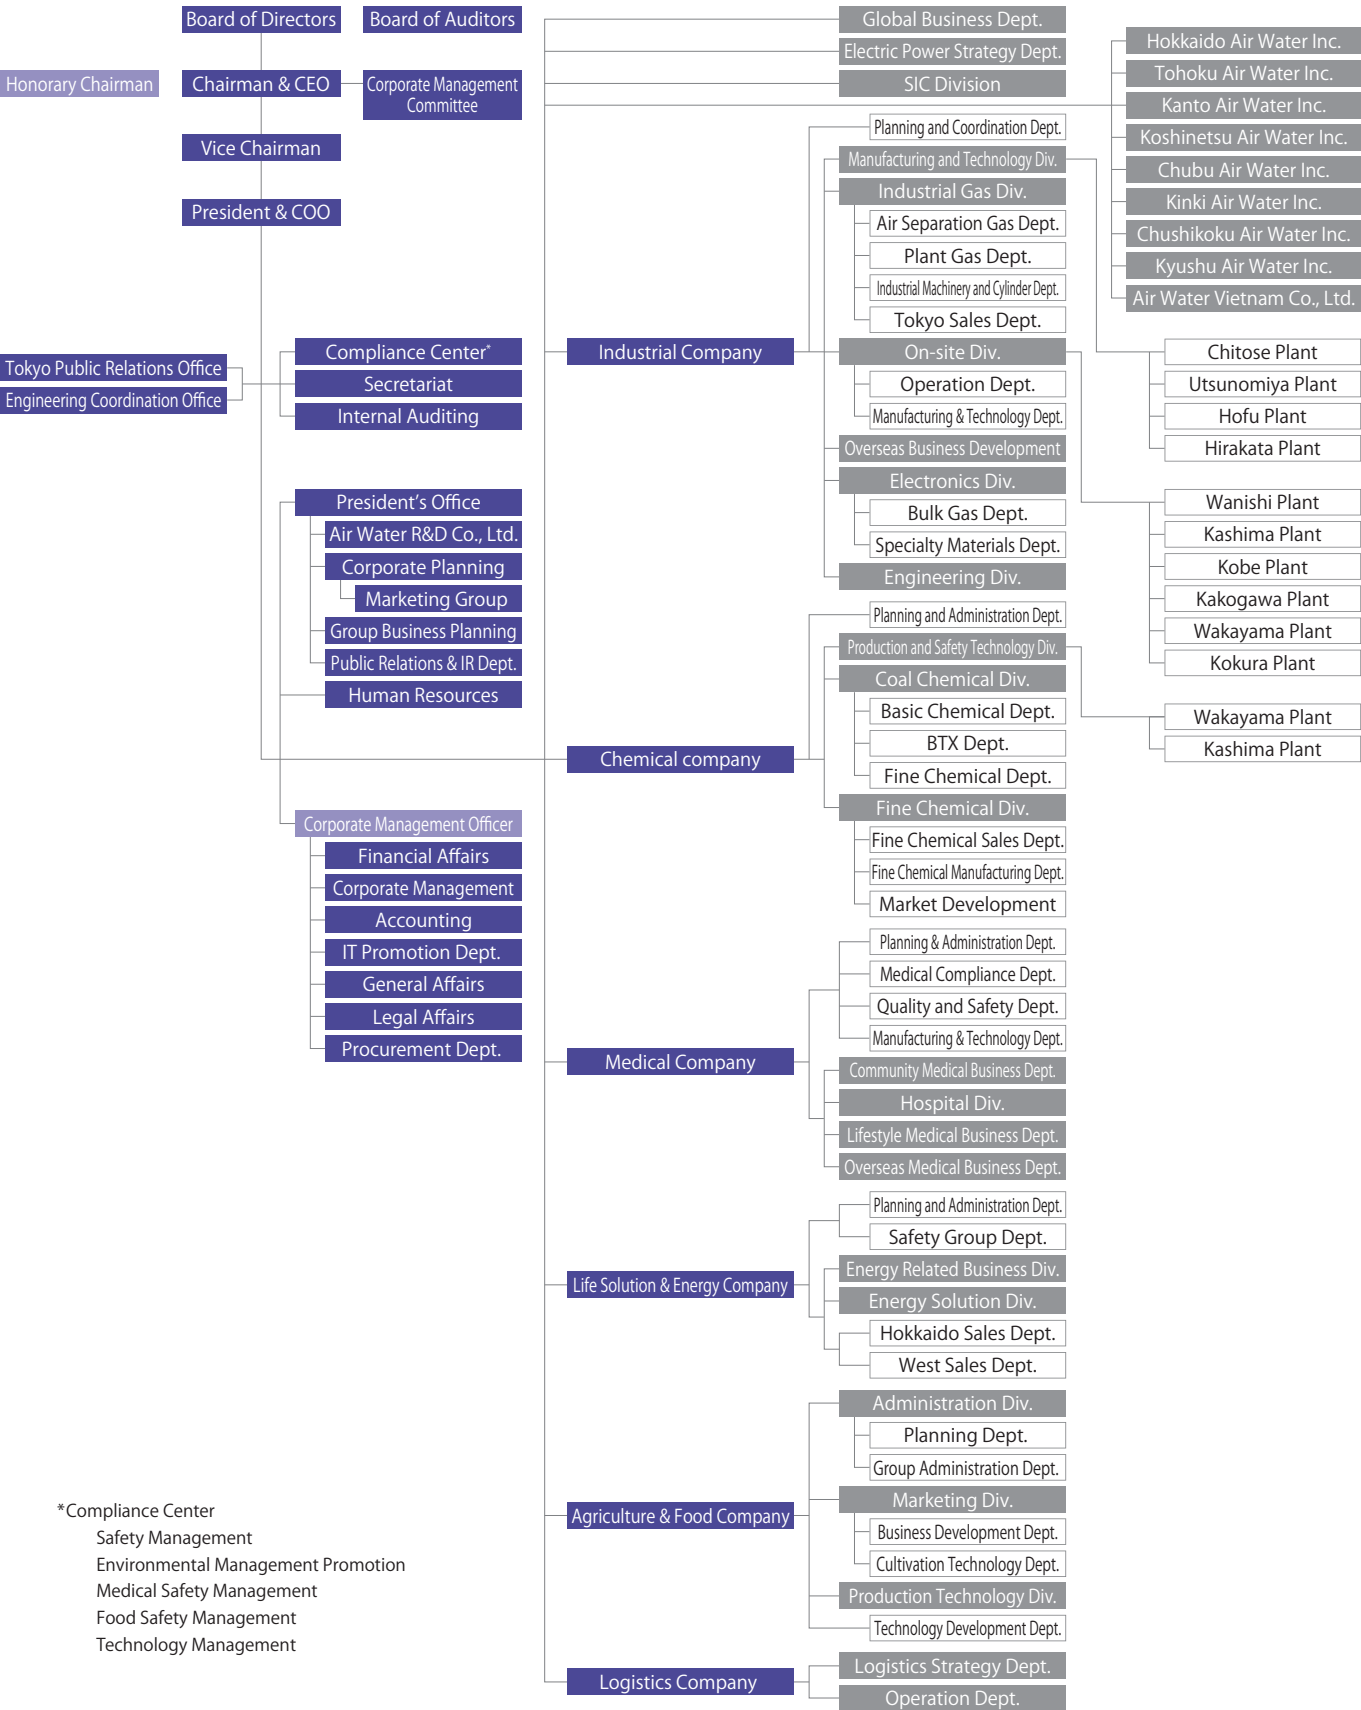 Board of Directors
Board of Auditors
Honorary Chairman
Chairman & CEO
Corporate Management
Committee
Vice Chairman
President & COO
Tokyo Public Relations Office
Engineering Coordination Office
Compliance Center*
Secretariat
Internal Auditing
President's Office
Air Water R&D Co., Ltd.
Corporate Planning
Marketing Group
Group Business Planning
Public Relations & IR Dept.
Human Resources
Corporate Management Officer
Financial Affairs
Corporate Management
Accounting
IT Promotion Dept.
General Affairs
Legal Affairs
Procurement Dept.
Global Business Dept.
Electric Power Strategy Dept.
SIC Division
Hokkaido Air Water Inc.
Tohoku Air Water Inc.
Kanto Air Water Inc.
Koshinetsu Air Water Inc.
Chubu Air Water Inc.
Kinki Air Water Inc.
Chushikoku Air Water Inc.
Kyushu Air Water Inc.
Air Water Vietnam Co., Ltd.
Industrial Company
Planning and Coordination Dept.
Manufacturing and Technology Div.
Industrial Gas Div.
Air Separation Gas Dept.
Plant Gas Dept.
Industrial Machinery and Cylinder Dept.
Tokyo Sales Dept.
On-site Div.
Operation Dept.
Manufacturing & Technology Dept.
Overseas Business Development
Electronics Div.
Bulk Gas Dept.
Specialty Materials Dept.
Engineering Div.
Chitose Plant
Utsunomiya Plant
Hofu Plant
Hirakata Plant
Wanishi Plant
Kashima Plant
Kobe Plant
Kakogawa Plant
Wakayama Plant
Kokura Plant
Chemical company
Planning and Administration Dept.
Production and Safety Technology Div.
Coal Chemical Div.
Basic Chemical Dept.
BTX Dept.
Fine Chemical Dept.
Fine Chemical Div.
Fine Chemical Sales Dept.
Fine Chemical Manufacturing Dept.
Market Development
Wakayama Plant
Kashima Plant
Medical Company
Planning & Administration Dept.
Medical Compliance Dept.
Quality and Safety Dept.
Manufacturing & Technology Dept.
Community Medical Business Dept.
Hospital Div.
Lifestyle Medical Business Dept.
Overseas Medical Business Dept.
Life Solution & Energy Company
Planning and Administration Dept.
Safety Group Dept.
Energy Related Business Div.
Energy Solution Div.
Hokkaido Sales Dept.
West Sales Dept.
Agriculture & Food Company
Administration Div.
Planning Dept.
Group Administration Dept.
Marketing Div.
Business Development Dept.
Cultivation Technology Dept.
Production Technology Div.
Technology Development Dept.
Logistics Company
Logistics Strategy Dept.
Operation Dept.
*Compliance Center
Safety Management
Environmental Management Promotion
Medical Safety Management
Food Safety Management
Technology Management